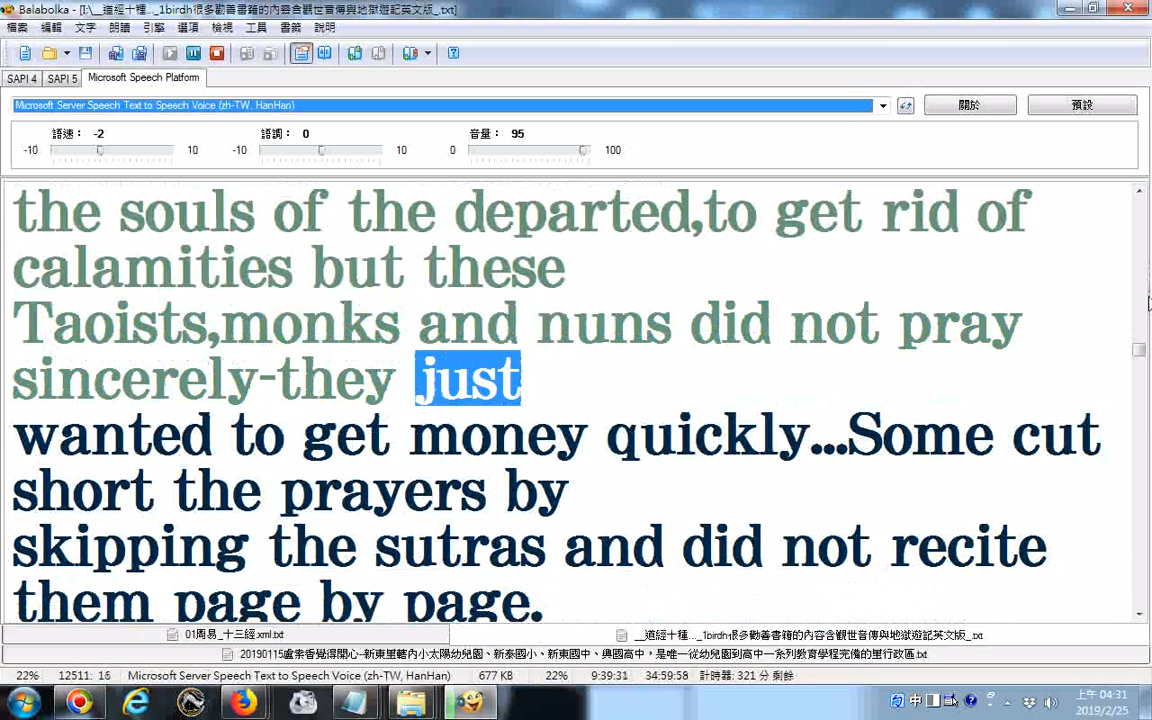 Balabolka - [I:\__道經十種..._1birdh很多勸善書籍的內容含觀世音傳與地獄遊記英文版_.txt]
檔案 編輯 文字 朗讀 引擎 選項 檢視 工具 書籤 說明
SAPI 4 SAPI 5 Microsoft Speech Platform
Microsoft Server Speech Text to Speech Voice (zh-TW, HanHan) 關於 預設
語速： -2 語調： 0 音量： 95
-10 10 -10 10 0 100
the souls of the departed,to get rid of
calamities but these
Taoists,monks and nuns did not pray
sincerely-they just
wanted to get money quickly...Some cut
short the prayers by
skipping the sutras and did not recite
them page by page.
01周易_十三經.xml.txt __道經十種..._1birdh很多勸善書籍的內容含觀世音傳與地獄遊記英文版_.txt
20190115盧素香覺得開心-新東里轄內小太陽幼兒園、新泰國小、新東國中、興國高中，是唯一從幼兒園到高中一系列教育學程完備的里行政區.txt
22% 12511: 16 Microsoft Server Speech Text to Speech Voice (zh-TW, HanHan) 677 KB 22% 9:39:31 34:59:58 計時器: 321 分 剩餘
中 上午 04:31
2019/2/25